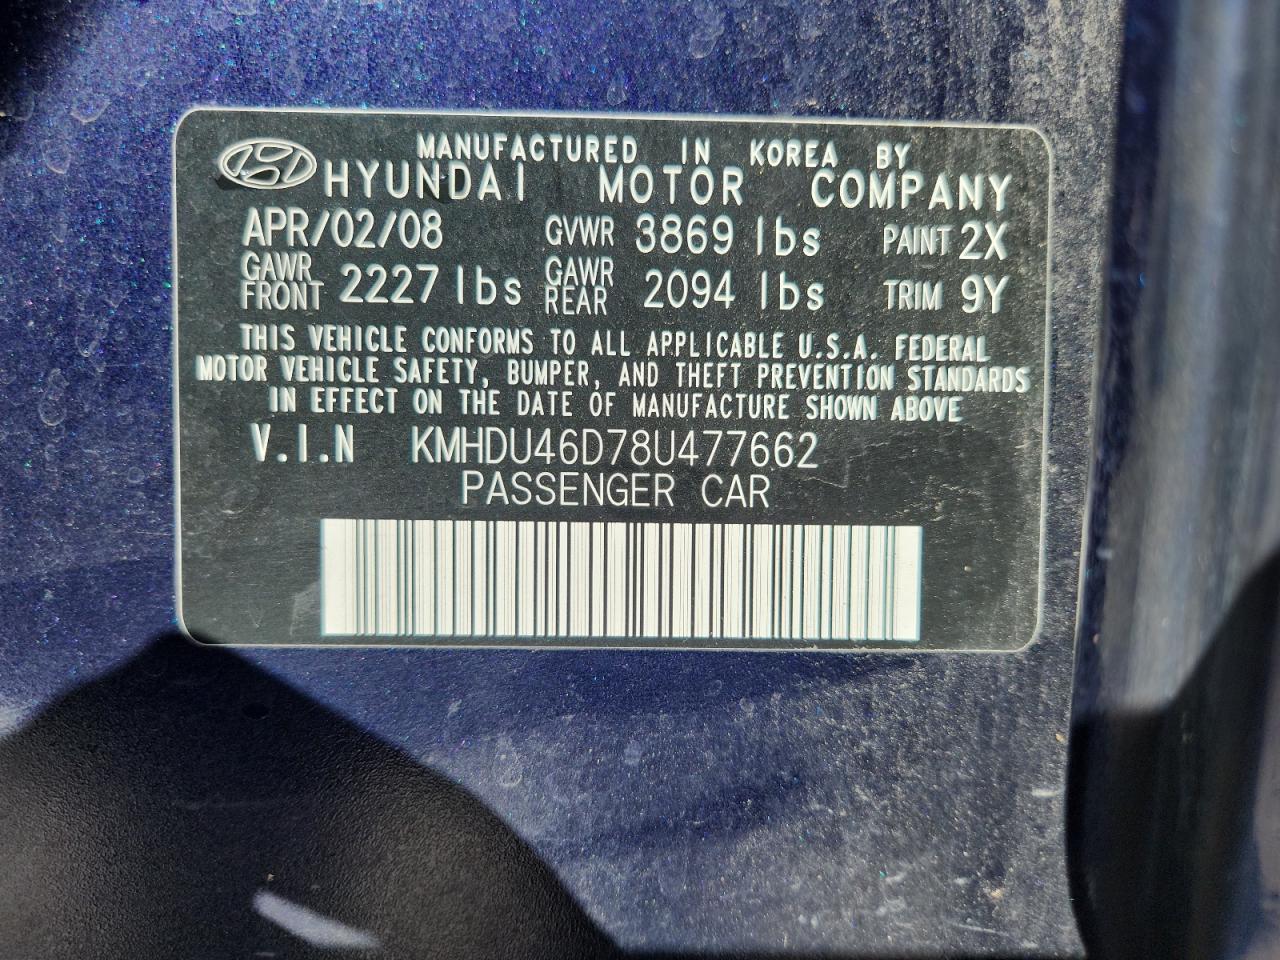 MANUFACTURED IN KOREA BY
HYUNDAI MOTOR COMPANY
APR/02/08 GVWR 3869 lbs PAINT 2X
GAWR FRONT 2227 lbs GAWR REAR 2094 lbs TRIM 9Y
THIS VEHICLE CONFORMS TO ALL APPLICABLE U.S.A. FEDERAL
MOTOR VEHICLE SAFETY, BUMPER, AND THEFT PREVENTION STANDARDS
IN EFFECT ON THE DATE OF MANUFACTURE SHOWN ABOVE
V.I.N KMHDU46D78U477662
PASSENGER CAR